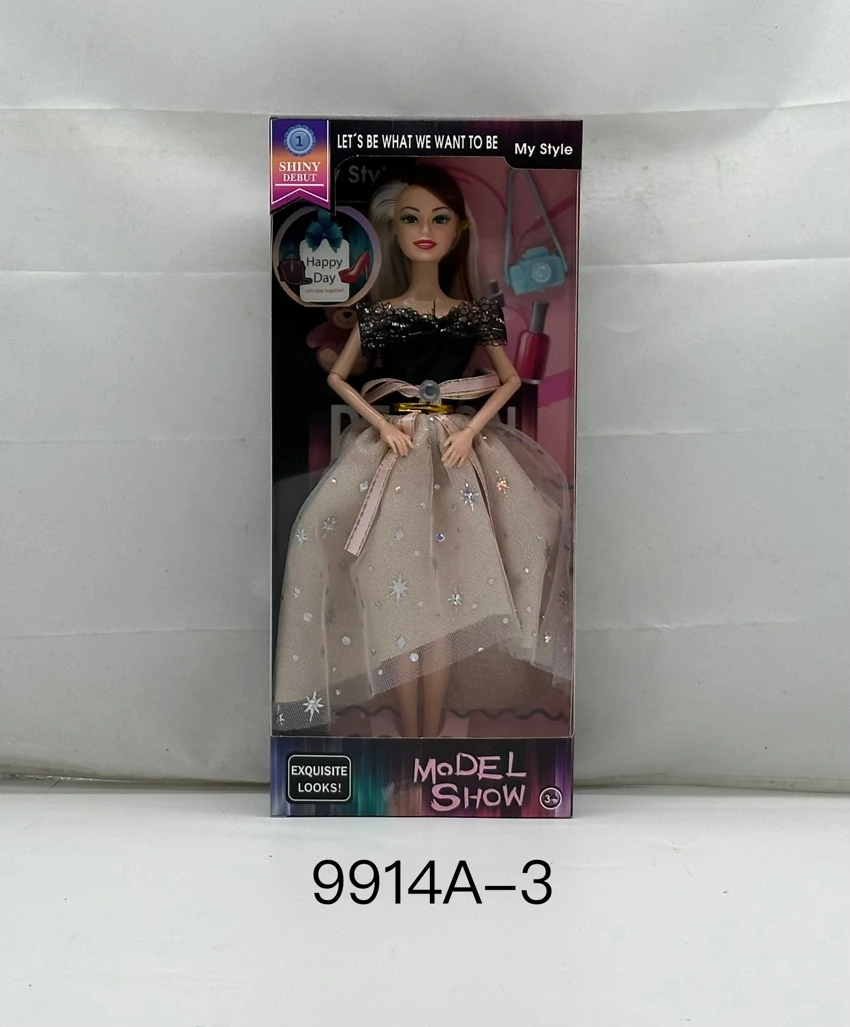 1
SHINY
DEBUT
LET'S BE WHAT WE WANT TO BE
My Style
Happy
Day
EXQUISITE
LOOKS!
MODEL
SHOW
3+
9914A-3